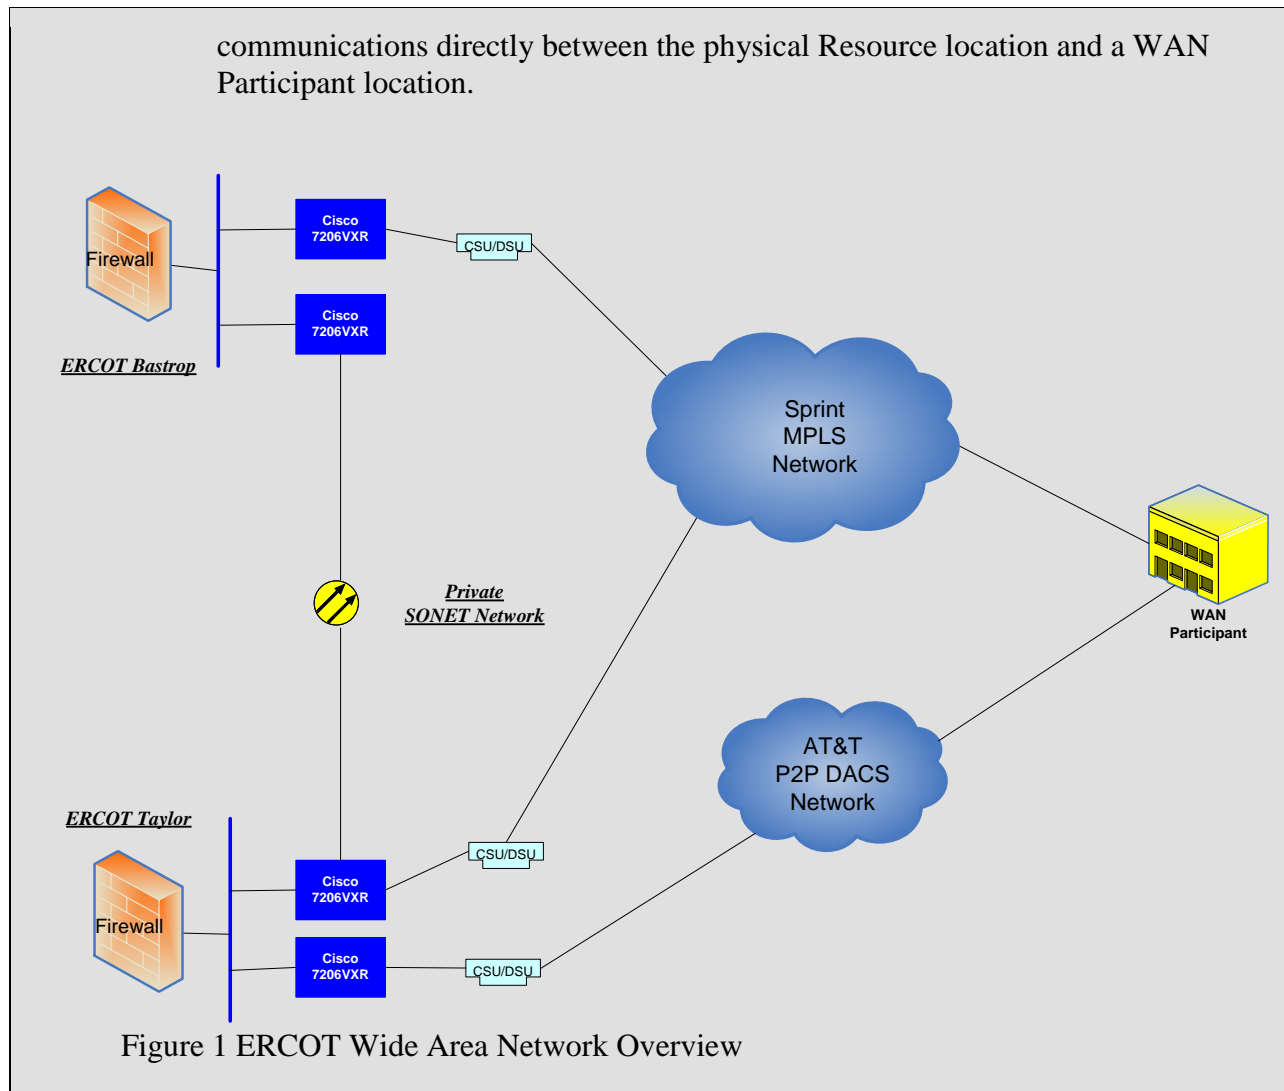 communications directly between the physical Resource location and a WAN
Participant location.
Cisco
7206VXR
CSU/DSU
Firewall
Cisco
7206VXR
ERCOT Bastrop
Sprint
MPLS
Network
Private
SONET Network
WAN
Participant
AT&T
P2P DACS
Network
ERCOT Taylor
CSU/DSU
Cisco
7206VXR
Firewall
Cisco
7206VXR
CSU/DSU
Figure 1 ERCOT Wide Area Network Overview